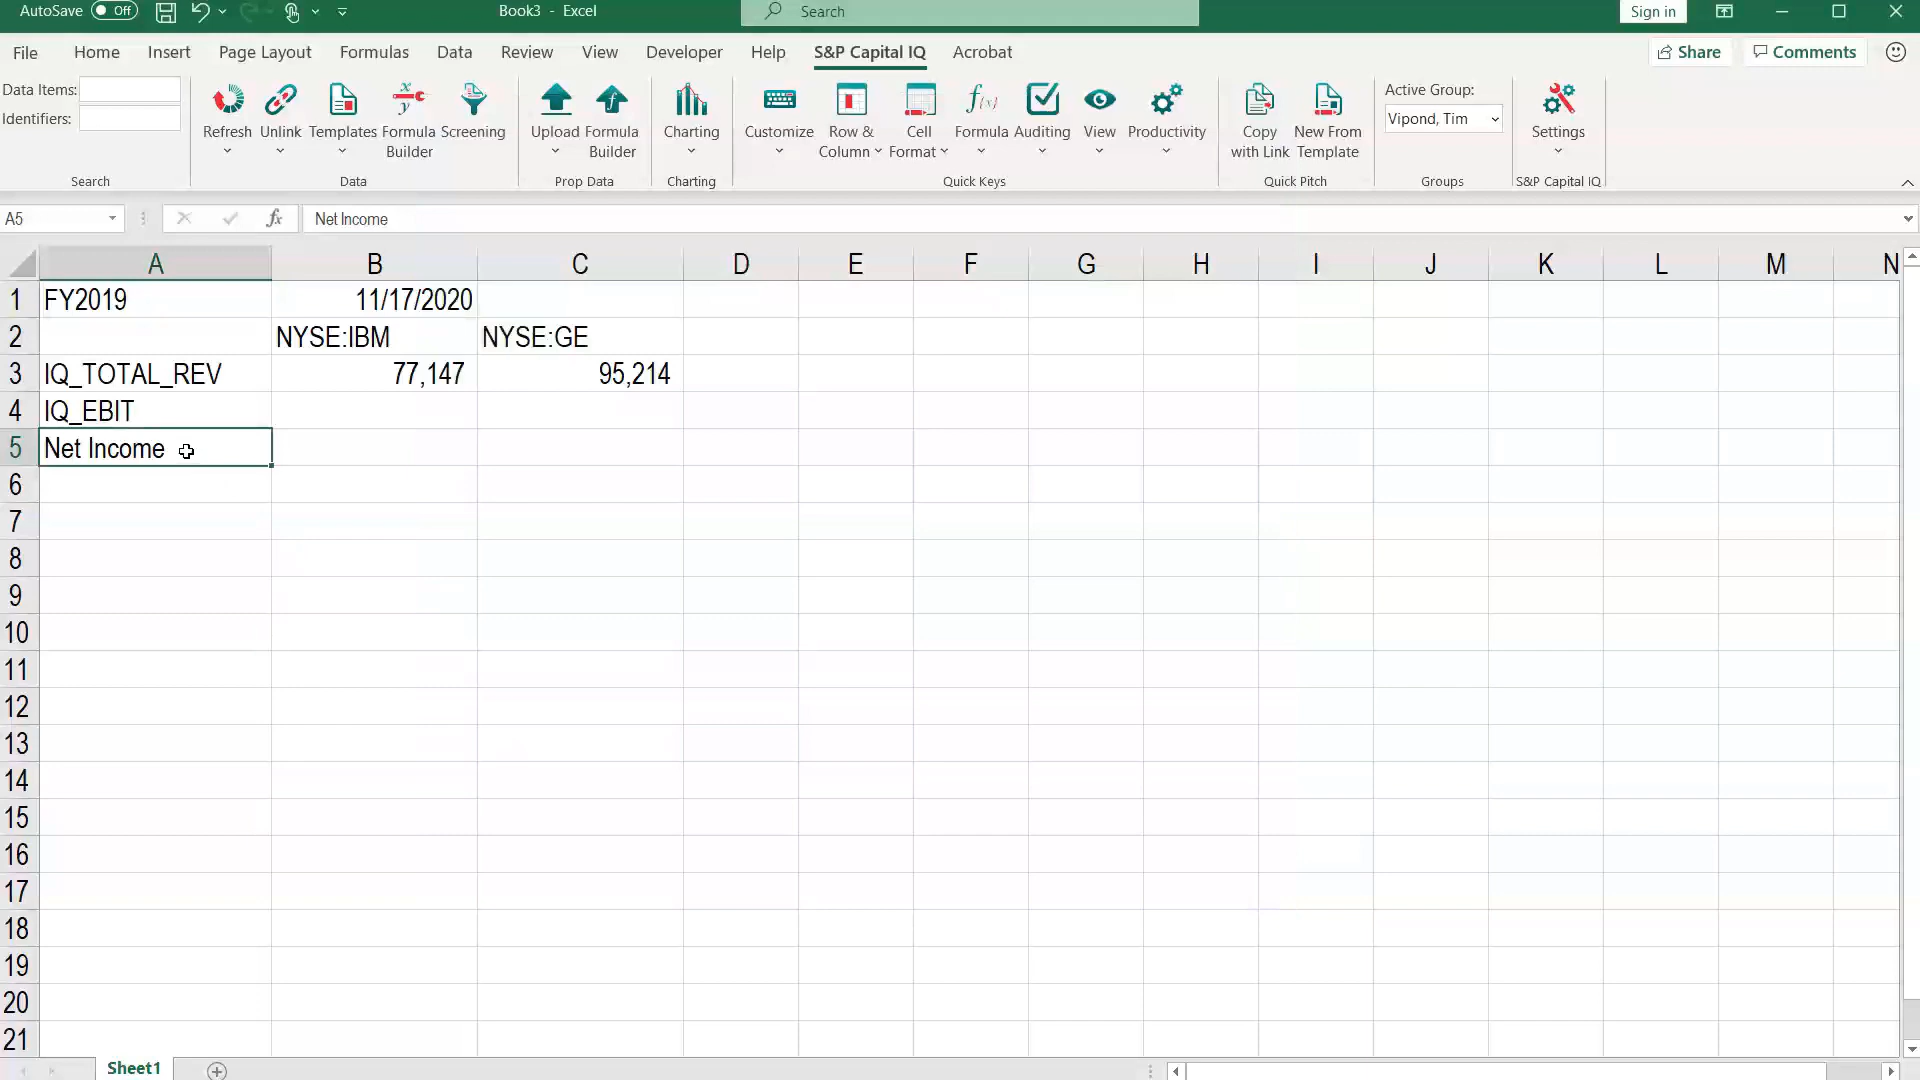 AutoSave Off Book3 - Excel Search Sign in
File Home Insert Page Layout Formulas Data Review View Developer Help S&P Capital IQ Acrobat Share Comments
Data Items:
Identifiers:
Search
Refresh Unlink Templates Formula Builder Screening
Data
Upload Formula Builder
Prop Data
Charting
Charting
Customize Row & Column Cell Format Formula Auditing View Productivity
Quick Keys
Copy with Link New From Template
Quick Pitch
Active Group:
Vipond, Tim
Groups
Settings
S&P Capital IQ
A5 fx Net Income
A B C D E F G H I J K L M N
1 FY2019 11/17/2020
2 NYSE:IBM NYSE:GE
3 IQ_TOTAL_REV 77,147 95,214
4 IQ_EBIT
5 Net Income
6
7
8
9
10
11
12
13
14
15
16
17
18
19
20
21
Sheet1